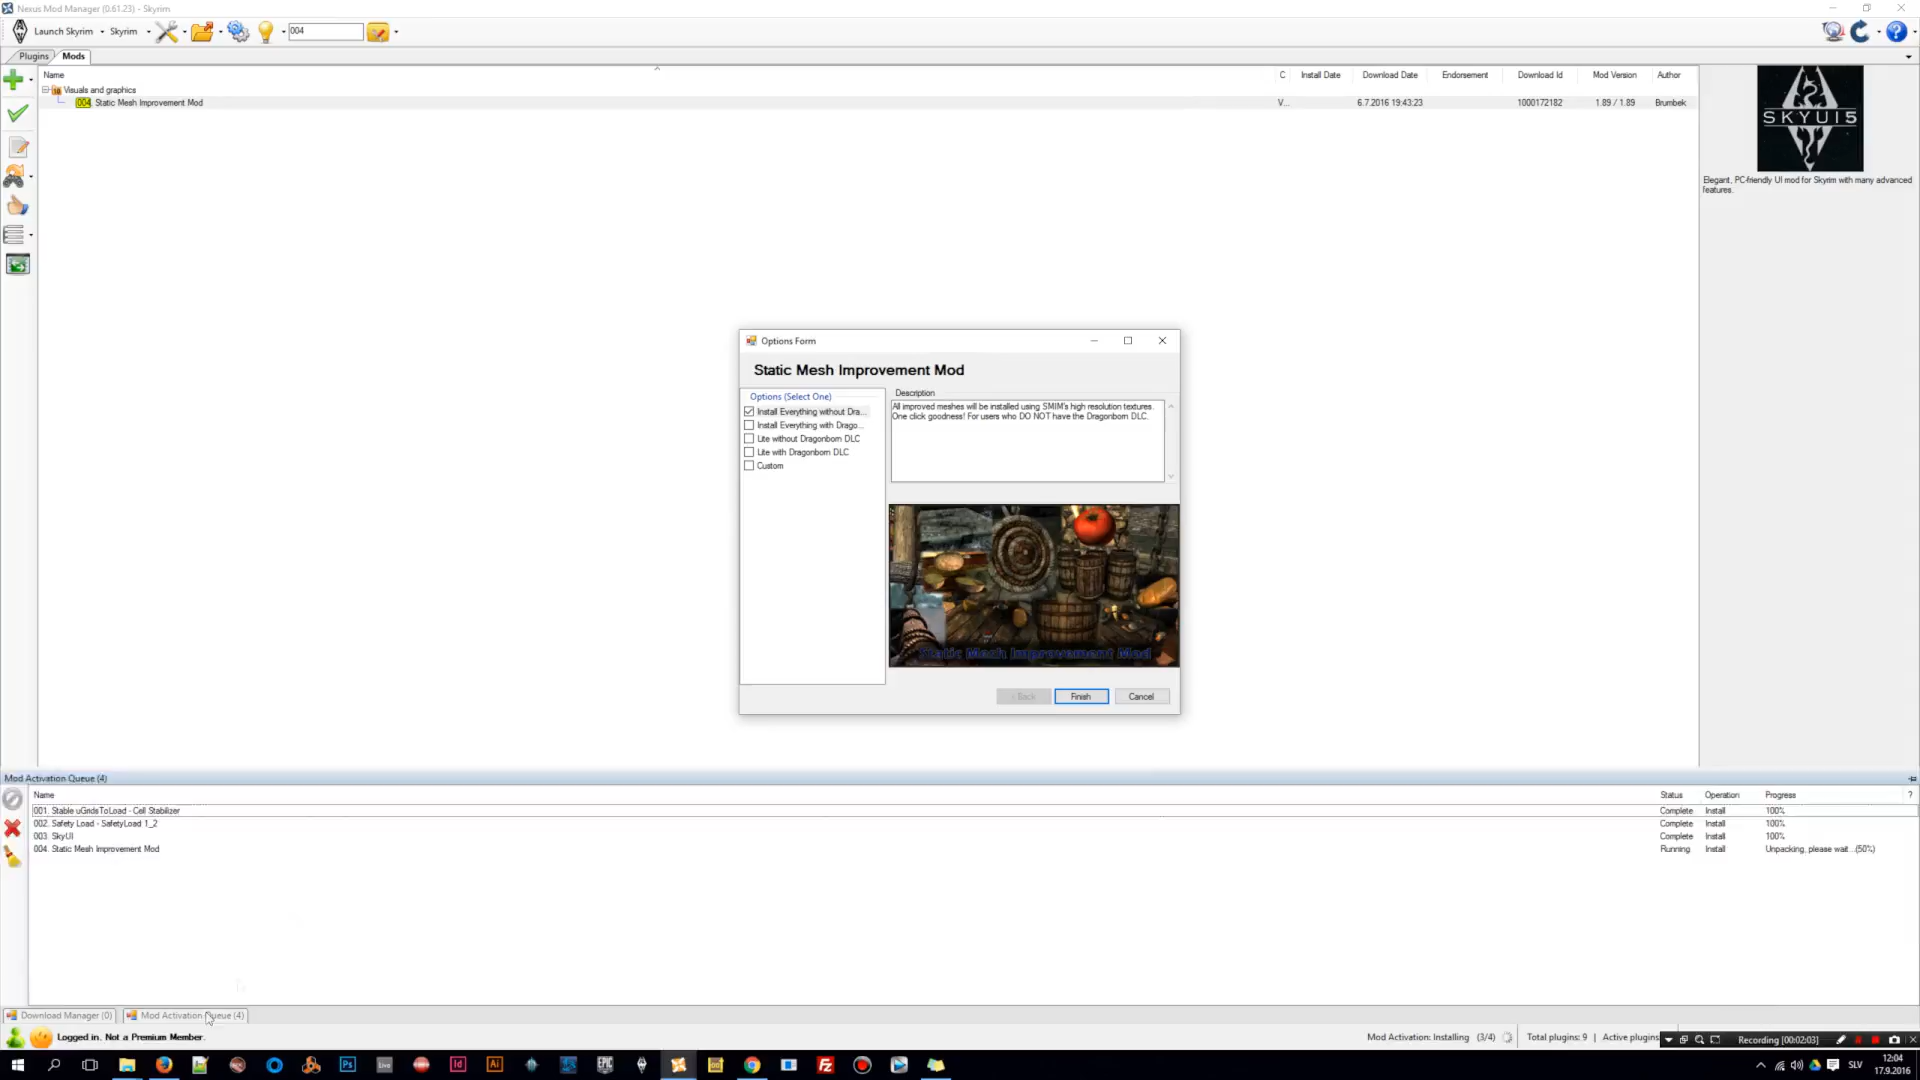 Nexus Mod Manager (0.61.23) - Skyrim
Launch Skyrim
Skyrim
004
Plugins
Mods
Name
C
Install Date
Download Date
Endorsement
Download Id
Mod Version
Author
Visuals and graphics
004. Static Mesh Improvement Mod
V...
6.7.2016 19:43:23
1000172182
1.89 / 1.89
Brumbek
SKYUI5
Elegant, PC-friendly UI mod for Skyrim with many advanced
features.
Options Form
Static Mesh Improvement Mod
Options (Select One)
Install Everything without Dra...
Install Everything with Drago...
Lite without Dragonborn DLC
Lite with Dragonborn DLC
Custom
Description
All improved meshes will be installed using SMIM's high resolution textures.
One click goodness! For users who DO NOT have the Dragonborn DLC.
Static Mesh Improvement Mod
< Back
Finish
Cancel
Mod Activation Queue (4)
Name
Status
Operation
Progress
?
001. Stable uGridsToLoad - Cell Stabilizer
Complete
Install
100%
002. Safety Load - SafetyLoad 1_2
Complete
Install
100%
003. SkyUI
Complete
Install
100%
004. Static Mesh Improvement Mod
Running
Install
Unpacking, please wait...(50%)
Download Manager (0)
Mod Activation Queue (4)
Logged in. Not a Premium Member.
Mod Activation: Installing (3/4)
Total plugins: 9
Active plugins
Recording [00:02:03]
Ps
Live
Id
Ai
EPIC
Fz
SLV
12:04
17.9.2016